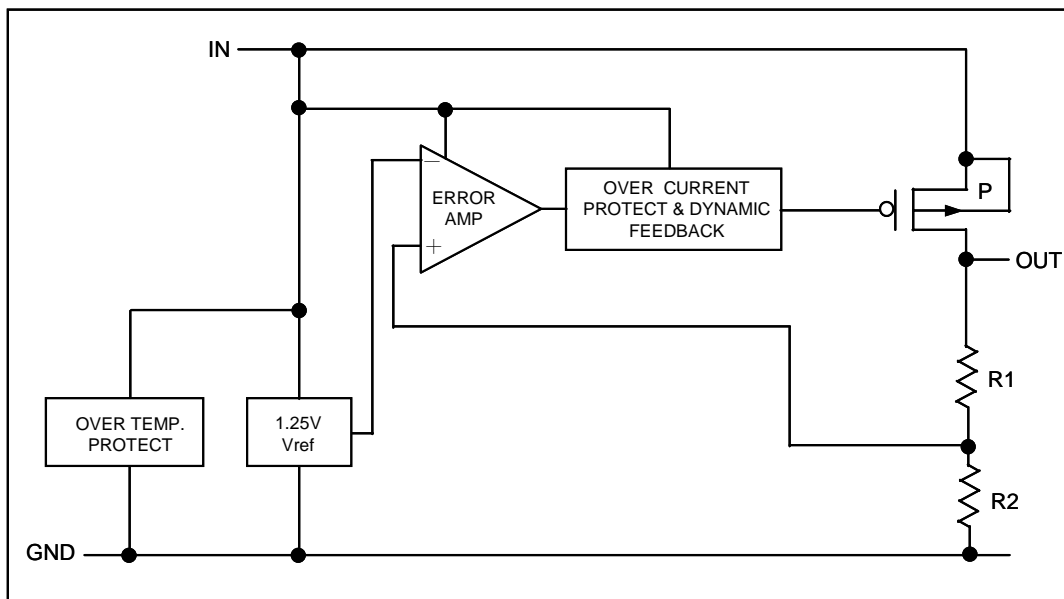 IN
P
−
ERROR
AMP
+
OVER CURRENT
PROTECT & DYNAMIC
FEEDBACK
OUT
R1
OVER TEMP.
PROTECT
1.25V
Vref
R2
GND